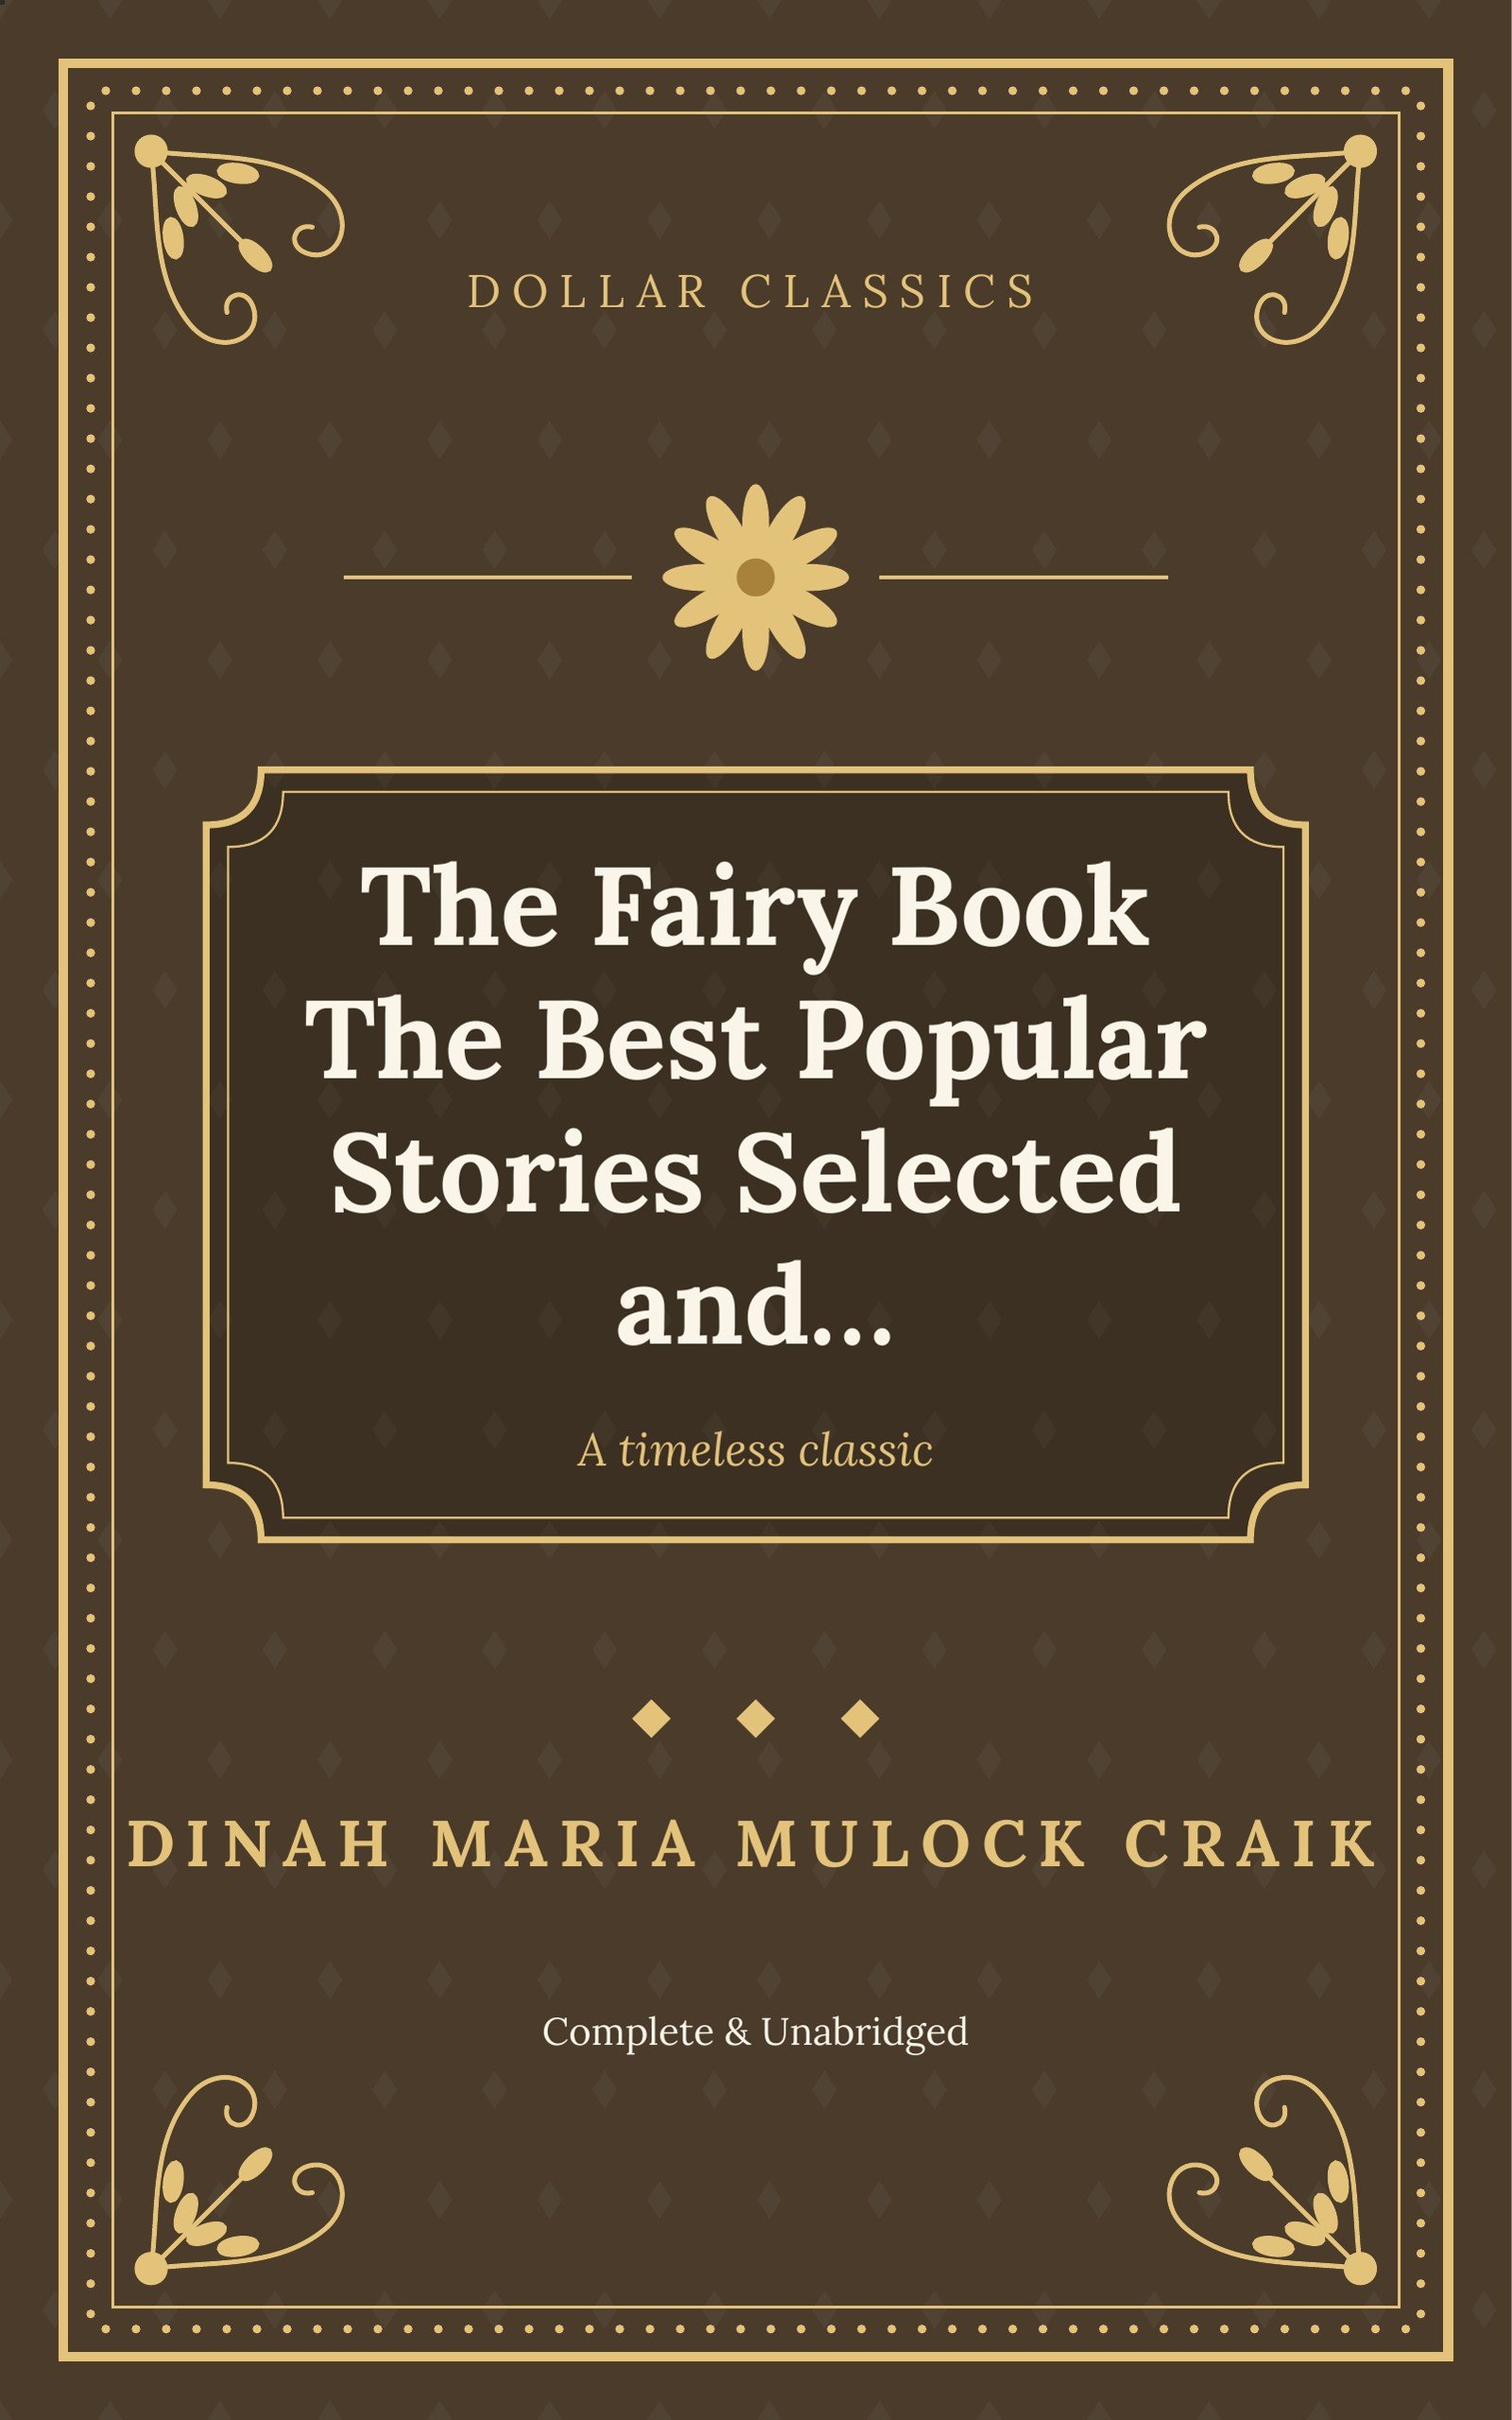 DOLLAR CLASSICS
The Fairy Book
The Best Popular
Stories Selected
and...
A timeless classic
DINAH MARIA MULOCK CRAIK
Complete & Unabridged